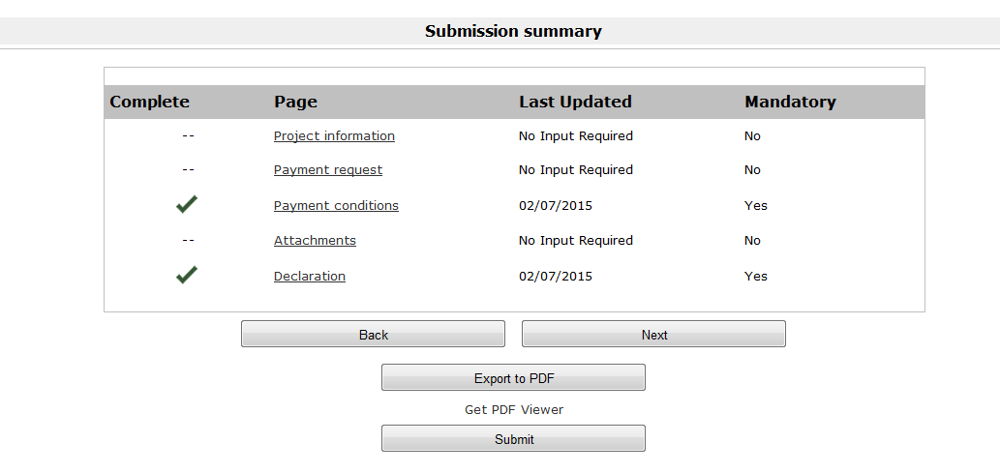 Submission summary
Complete Page Last Updated Mandatory
-- Project information No Input Required No
-- Payment request No Input Required No
Payment conditions 02/07/2015 Yes
-- Attachments No Input Required No
Declaration 02/07/2015 Yes
Back Next
Export to PDF
Get PDF Viewer
Submit